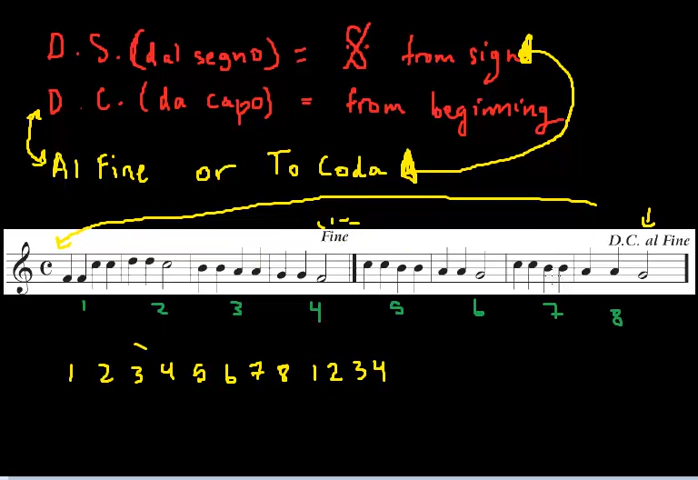 D.S. (dal segno) = 𝄋 from sign
D.C. (da capo) = from beginning
Al Fine or To Coda
Fine
D.C. al Fine
1 2 3 4 5 6 7 8
1 2 3 4 5 6 7 8 1 2 3 4